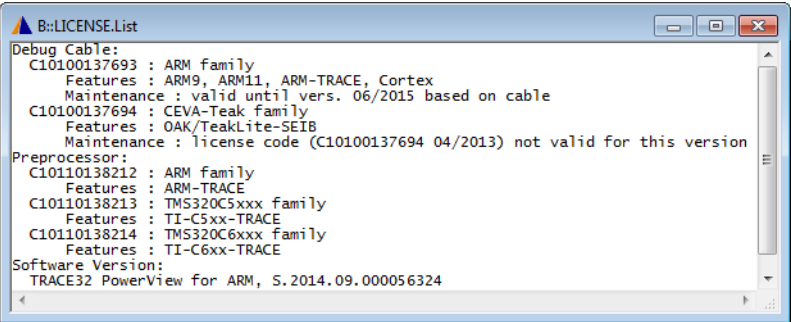 B::LICENSE.List
Debug Cable:
C10100137693 : ARM family
Features : ARM9, ARM11, ARM-TRACE, Cortex
Maintenance : valid until vers. 06/2015 based on cable
C10100137694 : CEVA-Teak family
Features : OAK/TeakLite-SEIB
Maintenance : license code (C10100137694 04/2013) not valid for this version
Preprocessor:
C10110138212 : ARM family
Features : ARM-TRACE
C10110138213 : TMS320C5xxx family
Features : TI-C5xx-TRACE
C10110138214 : TMS320C6xxx family
Features : TI-C6xx-TRACE
Software Version:
TRACE32 PowerView for ARM, S.2014.09.000056324